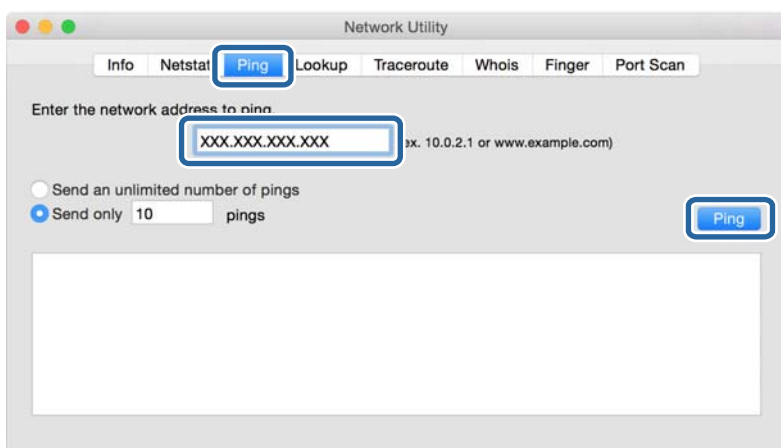 Network Utility
Info Netstat Ping Lookup Traceroute Whois Finger Port Scan
Enter the network address to ping.
XXX.XXX.XXX.XXX ex. 10.0.2.1 or www.example.com)
Send an unlimited number of pings
Send only 10 pings
Ping